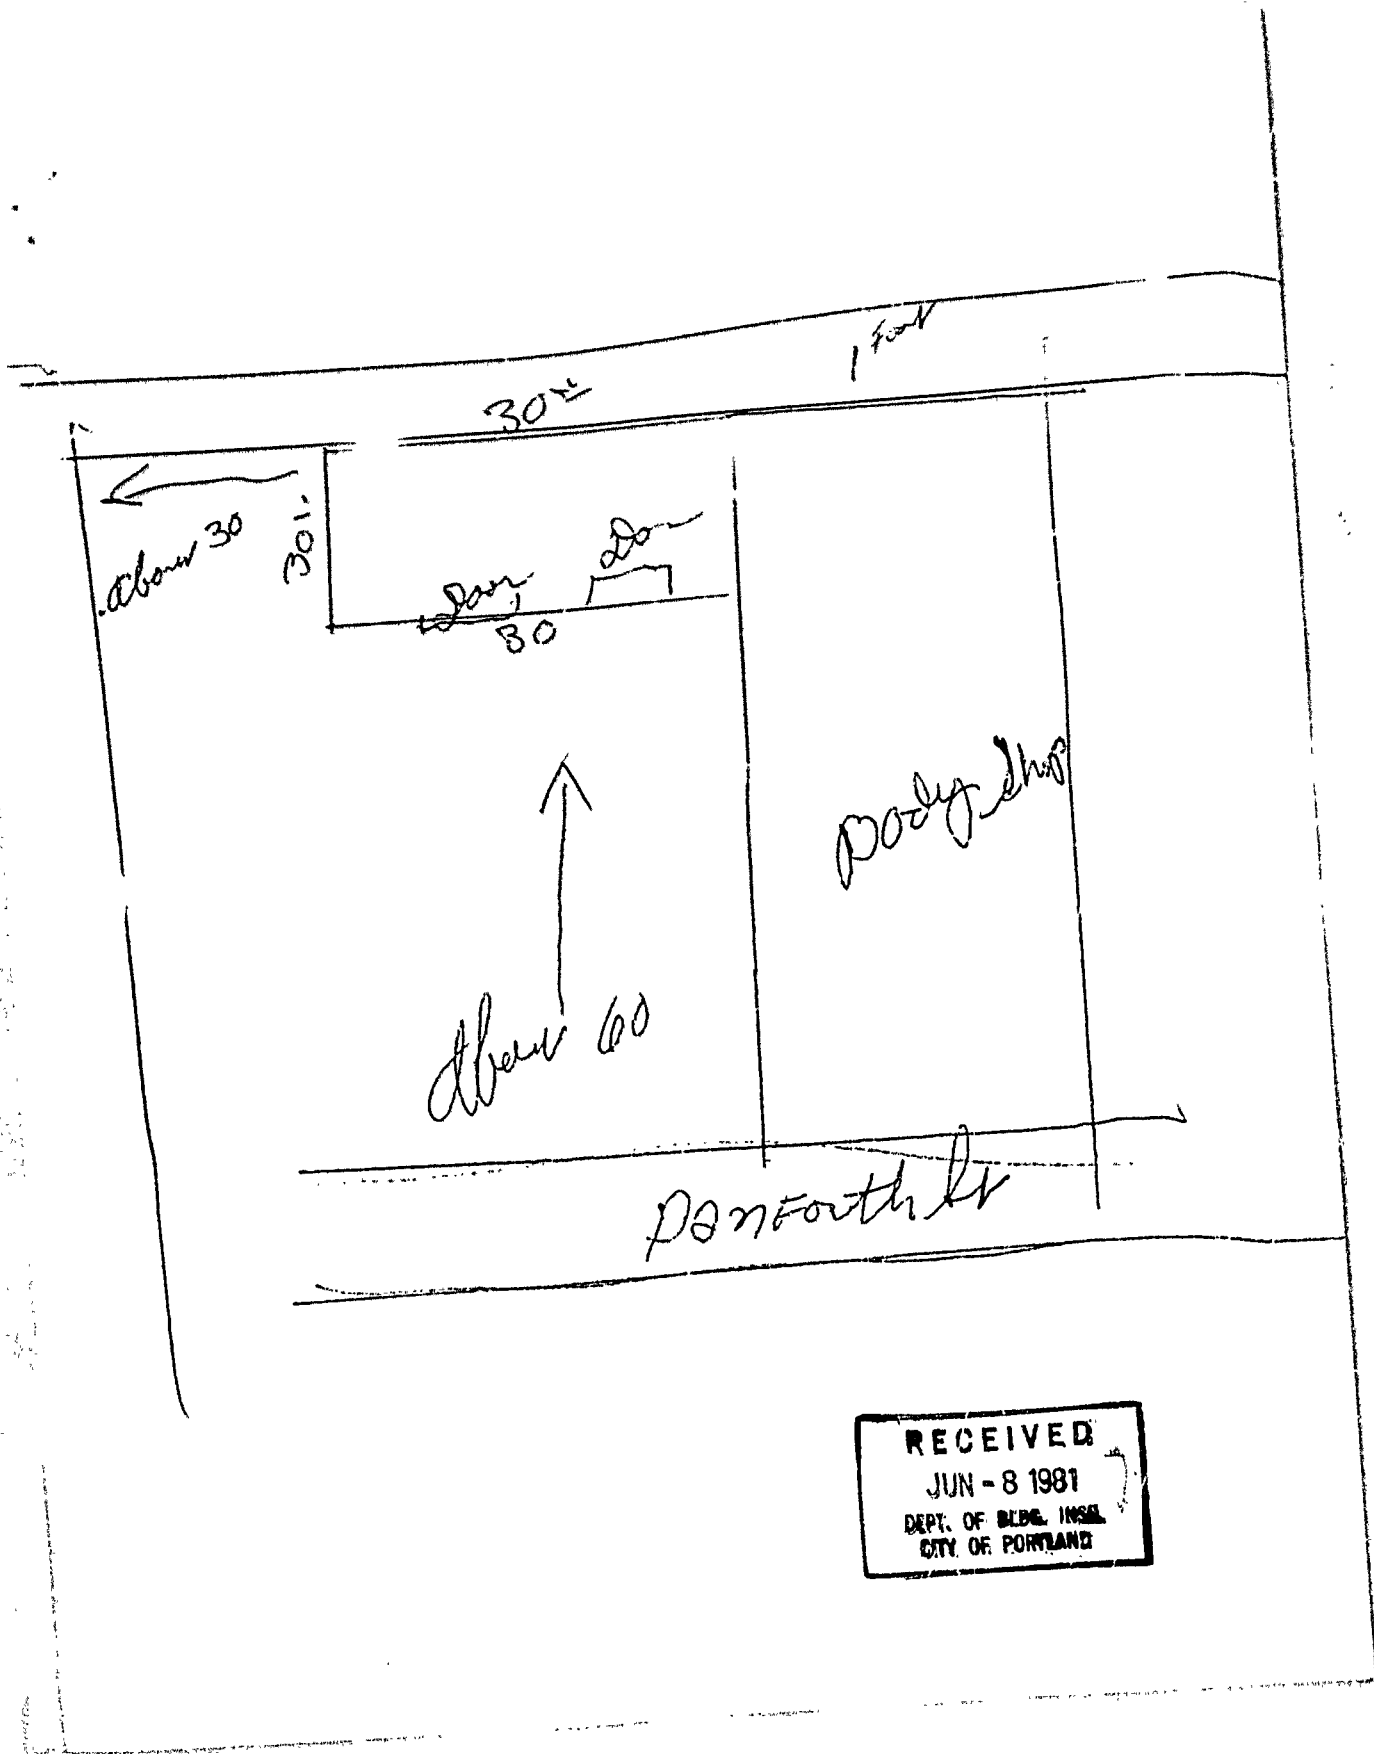 1 Foot
30
About 30
30
Door
Door
30
Body Shop
About 60
Danforth St
RECEIVED
JUN - 8 1981
DEPT. OF BLDG. INSP.
CITY OF PORTLAND